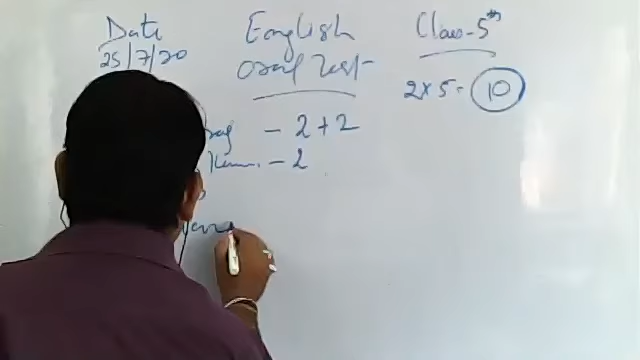 Date English Class-5th
25/7/20 Oral Test
2x5=10
- 2+2
- 2